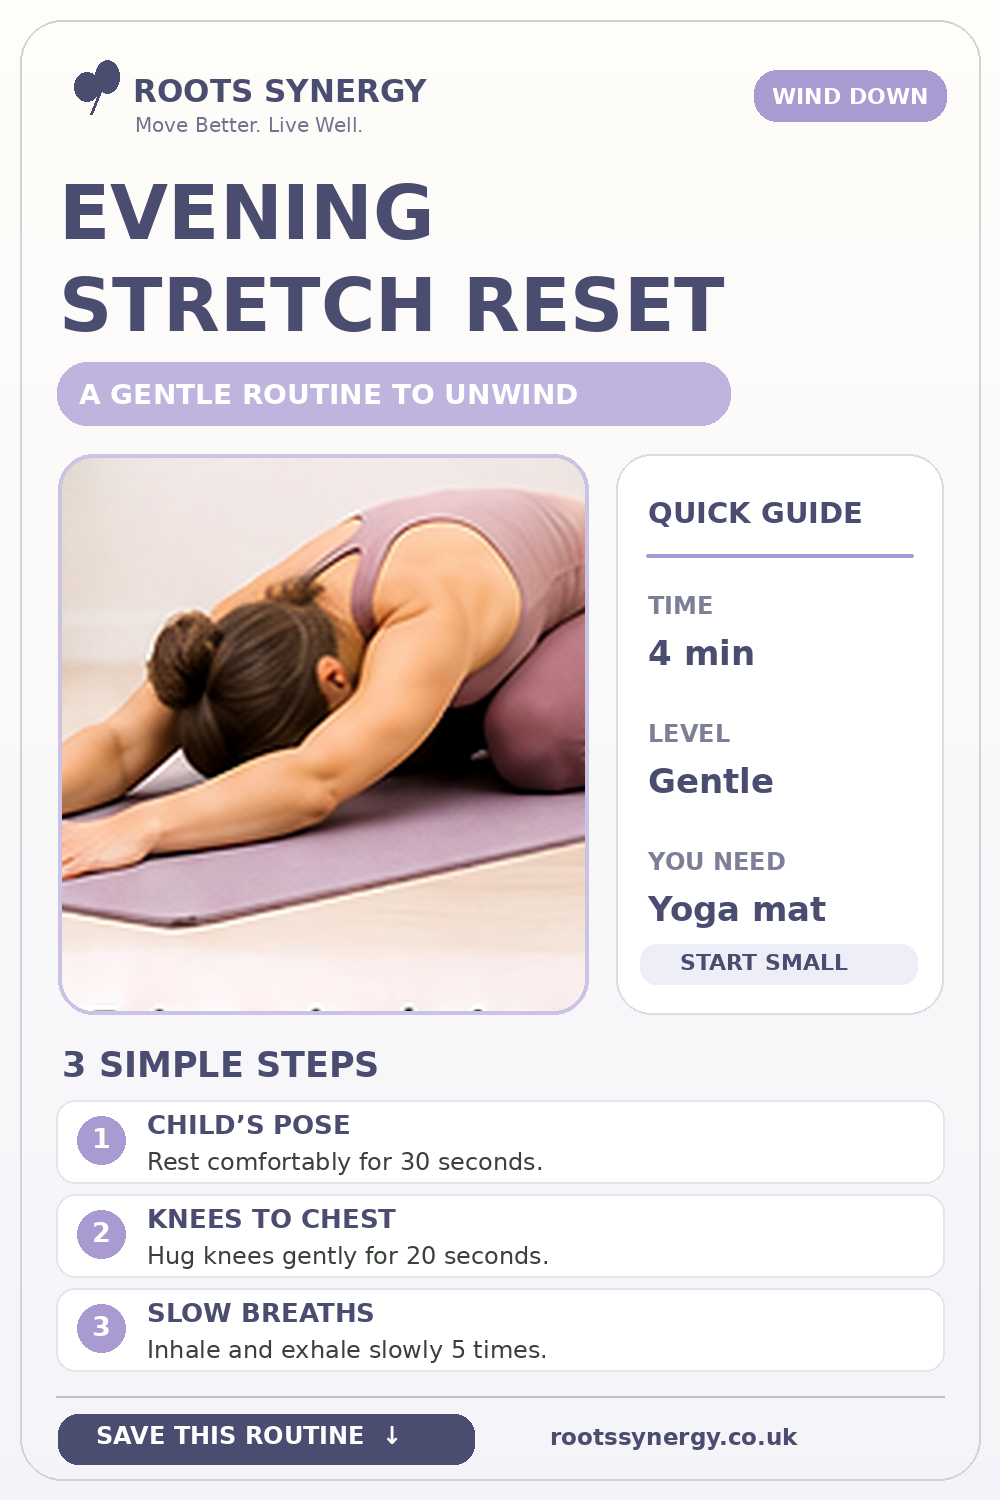 ROOTS SYNERGY
Move Better. Live Well.
WIND DOWN
EVENING
STRETCH RESET
A GENTLE ROUTINE TO UNWIND
QUICK GUIDE
TIME
4 min
LEVEL
Gentle
YOU NEED
Yoga mat
START SMALL
3 SIMPLE STEPS
1 CHILD’S POSE
Rest comfortably for 30 seconds.
2 KNEES TO CHEST
Hug knees gently for 20 seconds.
3 SLOW BREATHS
Inhale and exhale slowly 5 times.
SAVE THIS ROUTINE ↓
rootssynergy.co.uk